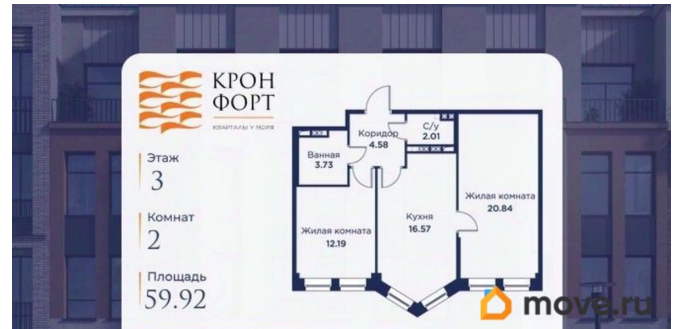 КРОН
ФОРТ
КВАРТАЛЫ У МОРЯ
Этаж
3
Комнат
2
Площадь
59.92
Коридор
4.58
С/у
2.01
Ванная
3.73
Жилая комната
20.84
Кухня
16.57
Жилая комната
12.19
move.ru